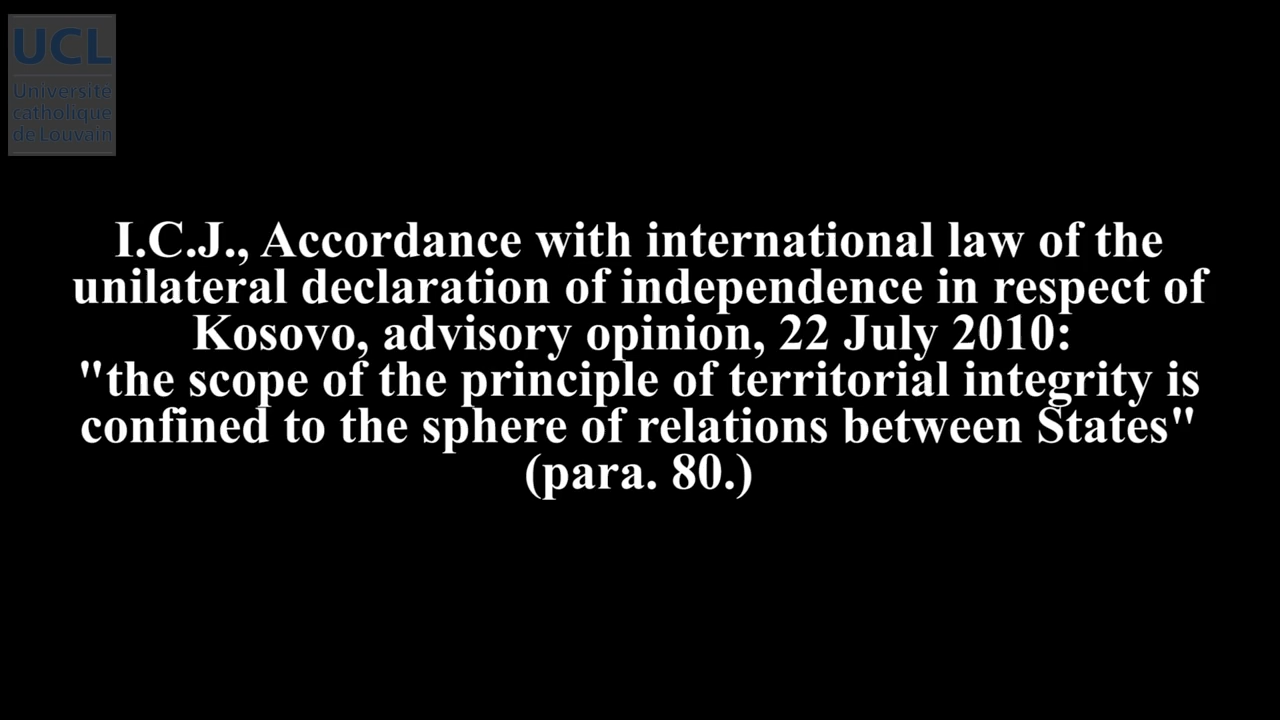 UCL
Université
catholique
de Louvain
I.C.J., Accordance with international law of the
unilateral declaration of independence in respect of
Kosovo, advisory opinion, 22 July 2010:
"the scope of the principle of territorial integrity is
confined to the sphere of relations between States"
(para. 80.)